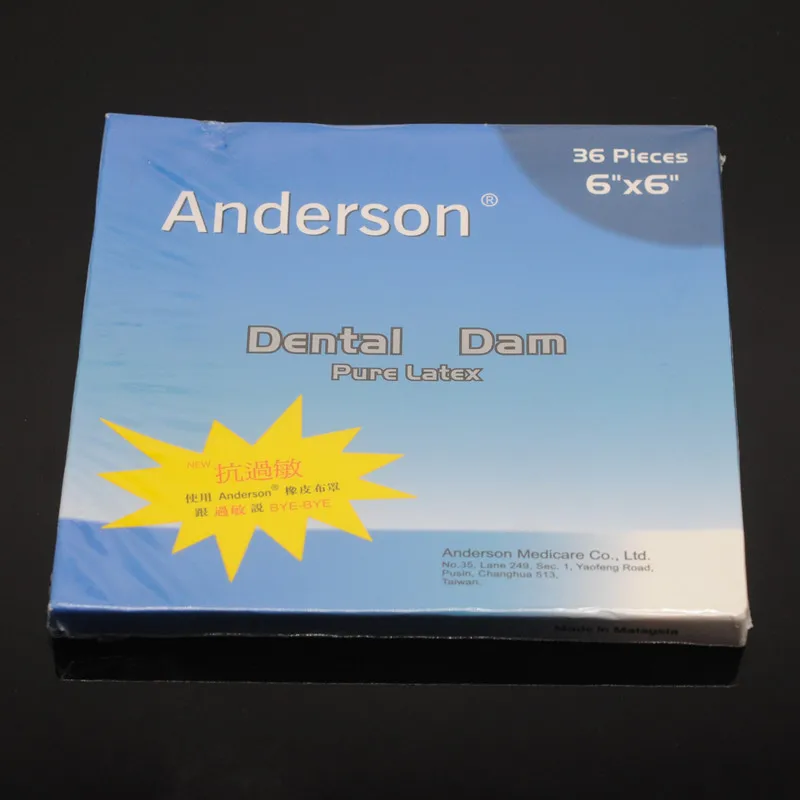 36 Pieces
6"x6"
Anderson®
Dental Dam
Pure Latex
NEW 抗過敏
使用 Anderson® 橡皮布罩
跟 過敏 説 BYE-BYE
Anderson Medicare Co., Ltd.
No.35, Lane 249, Sec. 1, Yaofeng Road,
Pusin, Changhua 513,
Taiwan.
Made in Malaysia